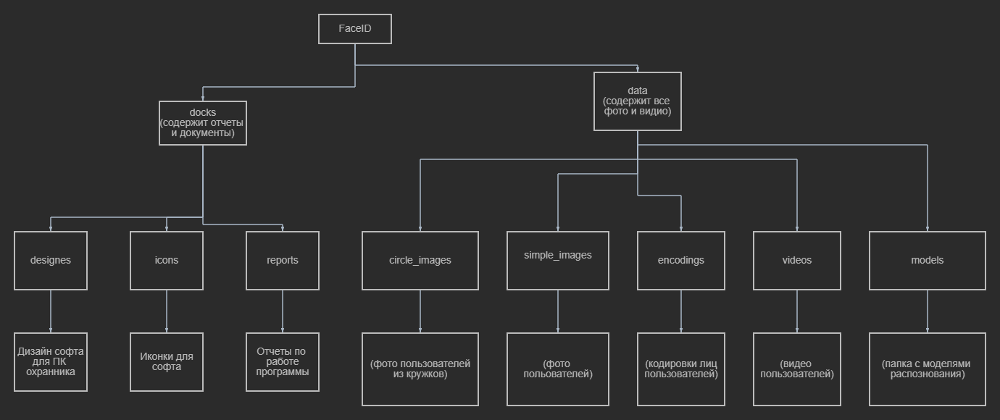 FaceID
data
(содержит все
фото и видио)
docks
(содержит отчеты
и документы)
designes
icons
reports
circle_images
simple_images
encodings
videos
models
Дизайн софта
для ПК
охранника
Иконки для
софта
Отчеты по
работе
программы
(фото пользователей
из кружков)
(фото
польователей)
(кодировки лиц
пользователей)
(видео
пользователей)
(папка с моделями
распознования)